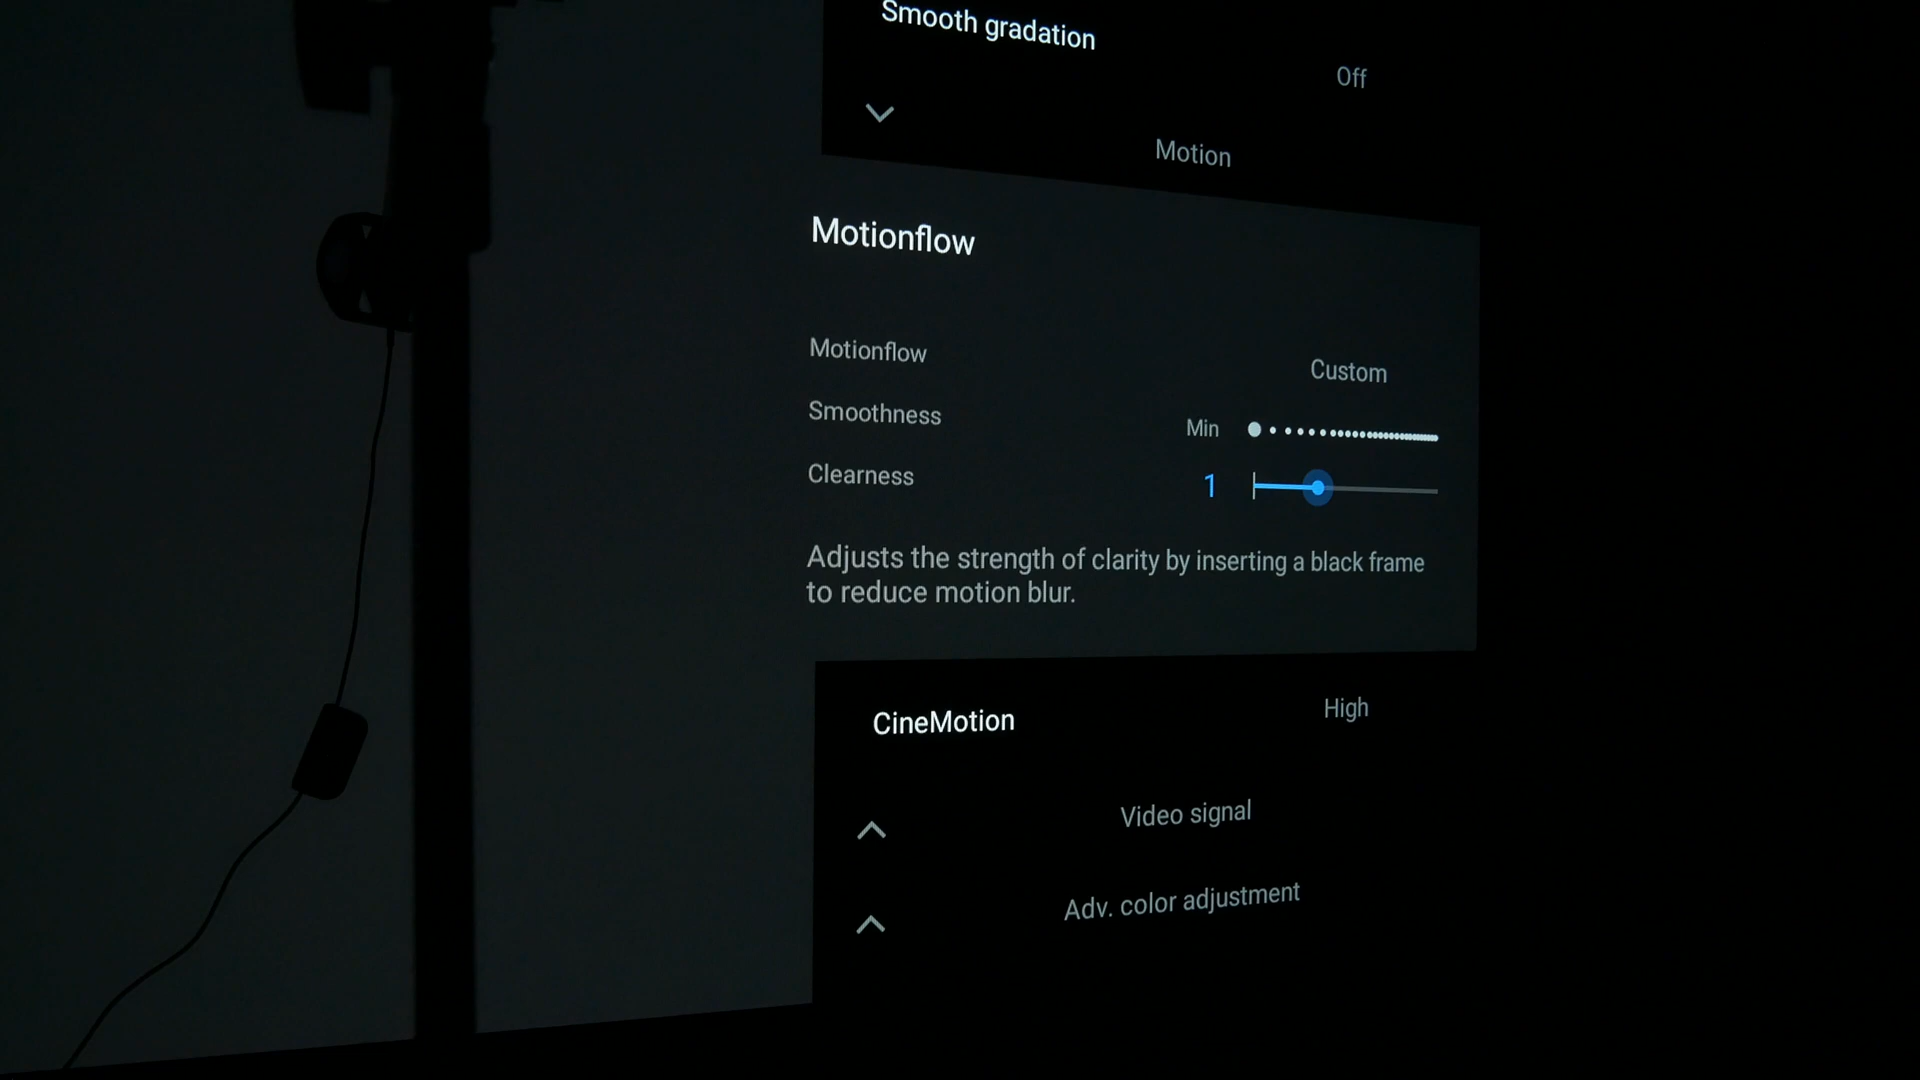 Smooth gradation
Off
Motion
Motionflow
Motionflow
Custom
Smoothness
Min
Clearness
1
Adjusts the strength of clarity by inserting a black frame
to reduce motion blur.
CineMotion
High
Video signal
Adv. color adjustment